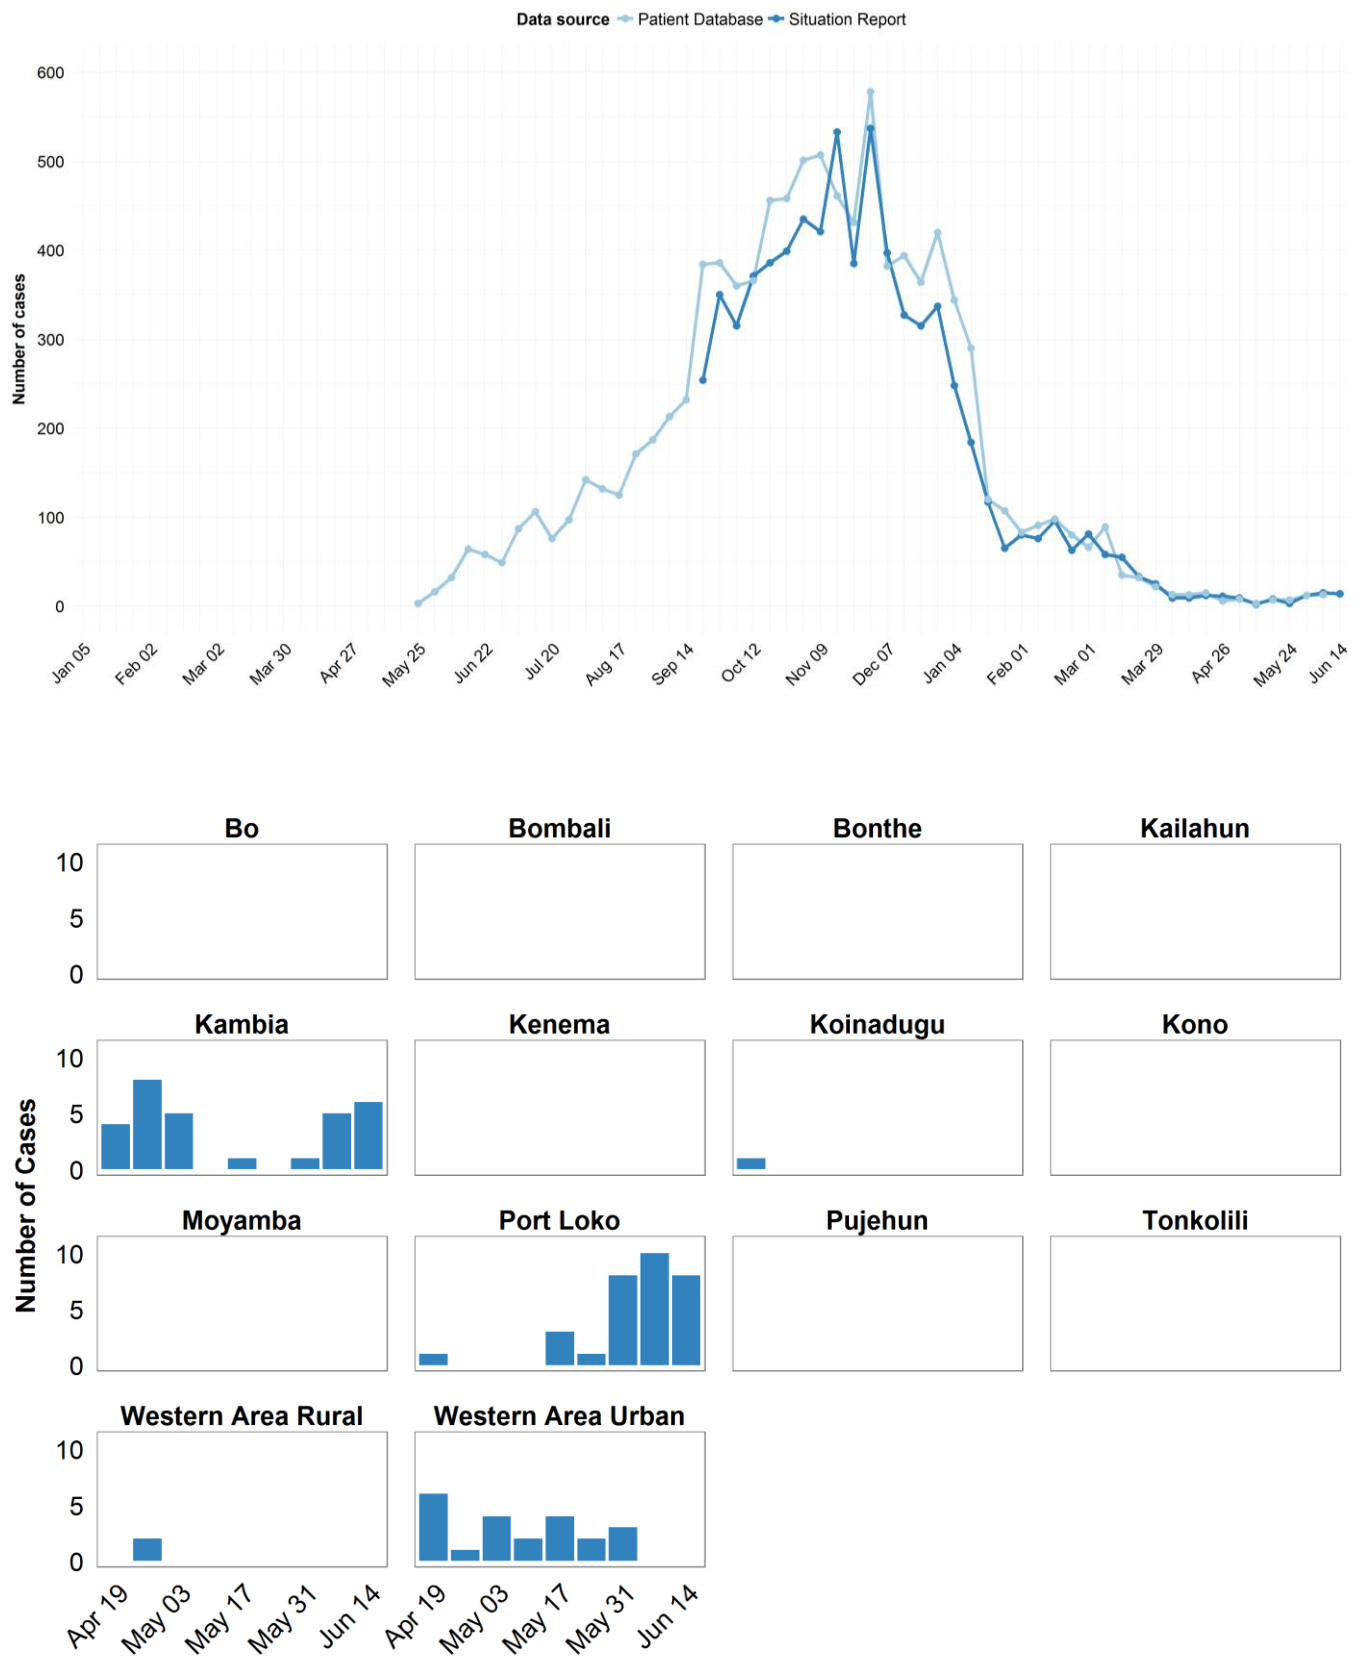 Data source Patient Database Situation Report
600
500
400
300
200
100
0
Number of cases
Jan 05 Feb 02 Mar 02 Mar 30 Apr 27 May 25 Jun 22 Jul 20 Aug 17 Sep 14 Oct 12 Nov 09 Dec 07 Jan 04 Feb 01 Mar 01 Mar 29 Apr 26 May 24 Jun 14
Bo Bombali Bonthe Kailahun
10
5
0
Kambia Kenema Koinadugu Kono
10
5
0
Number of Cases
Moyamba Port Loko Pujehun Tonkolili
10
5
0
Western Area Rural Western Area Urban
10
5
0
Apr 19 May 03 May 17 May 31 Jun 14 Apr 19 May 03 May 17 May 31 Jun 14